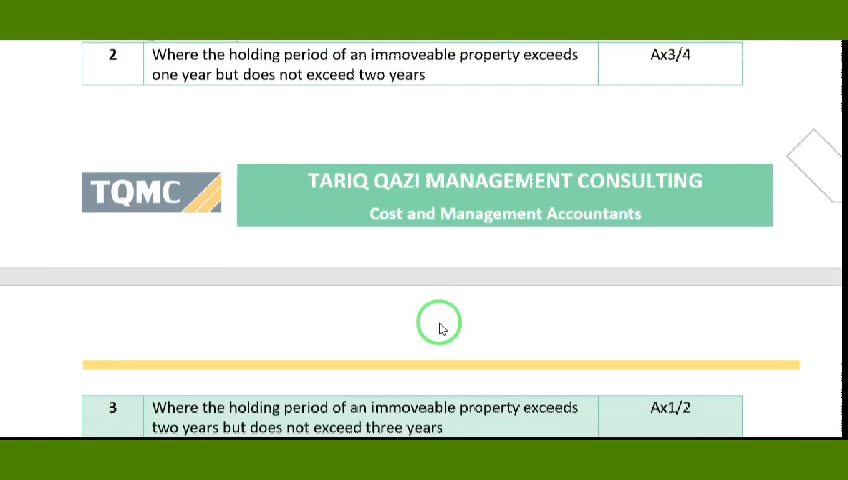 2 Where the holding period of an immoveable property exceeds Ax3/4
one year but does not exceed two years
TQMC TARIQ QAZI MANAGEMENT CONSULTING
Cost and Management Accountants
3 Where the holding period of an immoveable property exceeds Ax1/2
two years but does not exceed three years